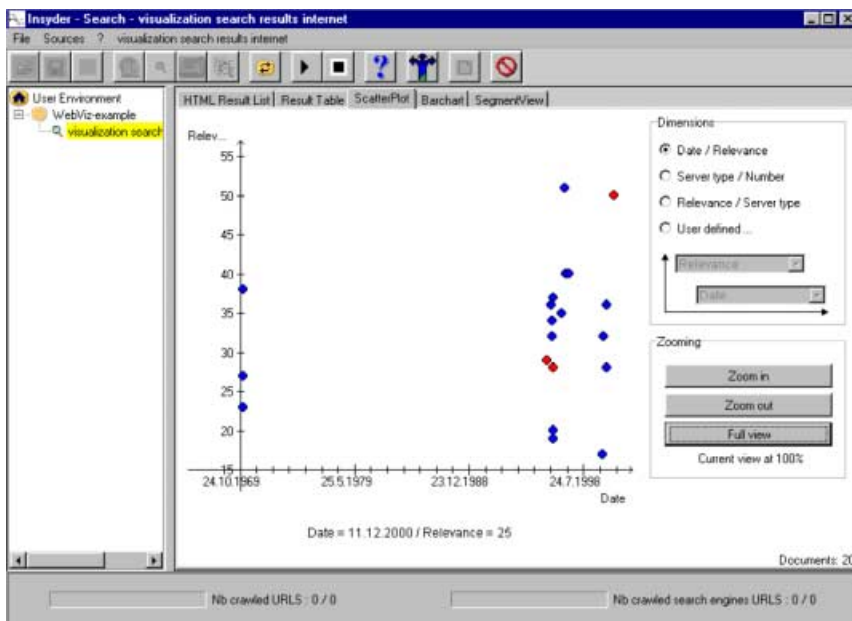 Insyder - Search - visualization search results internet
File Sources ? visualization search results internet
User Environment
WebViz-example
visualization search
HTML Result List Result Table ScatterPlot Barchart SegmentView
Relev...
55
50
45
40
35
30
25
20
15
24.10.1969 25.5.1979 23.12.1988 24.7.1998
Date
Date = 11.12.2000 / Relevance = 25
Dimensions
Date / Relevance
Server type / Number
Relevance / Server type
User defined...
Relevance
Date
Zooming
Zoom in
Zoom out
Full view
Current view at 100%
Documents: 20
Nb crawled URLS : 0 / 0 Nb crawled search engines URLS : 0 / 0